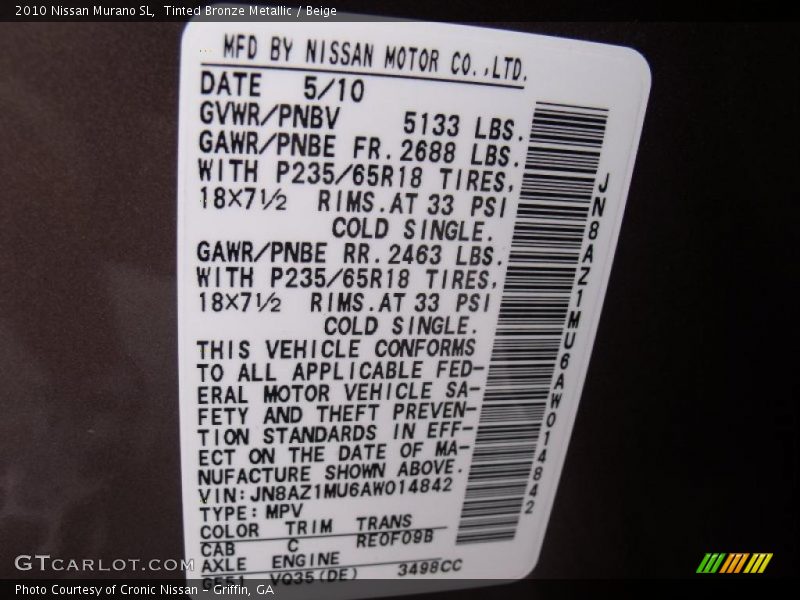 2010 Nissan Murano SL,  Tinted Bronze Metallic / Beige
MFD BY NISSAN MOTOR CO.,LTD.
DATE 5/10
GVWR/PNBV 5133 LBS.
GAWR/PNBE FR. 2688 LBS.
WITH P235/65R18 TIRES,
18X7½ RIMS.AT 33 PSI
COLD SINGLE.
GAWR/PNBE RR. 2463 LBS.
WITH P235/65R18 TIRES,
18X7½ RIMS.AT 33 PSI
COLD SINGLE.
THIS VEHICLE CONFORMS
TO ALL APPLICABLE FED-
ERAL MOTOR VEHICLE SA-
FETY AND THEFT PREVEN-
TION STANDARDS IN EFF-
ECT ON THE DATE OF MA-
NUFACTURE SHOWN ABOVE.
VIN:JN8AZ1MU6AW014842
TYPE:MPV
COLOR TRIM TRANS
CAB C RE0F09B
AXLE ENGINE
GF51 VQ35(DE) 3498CC
JN8AZ1MU6AW014842
GTCARLOT.COM
Photo Courtesy of Cronic Nissan - Griffin, GA